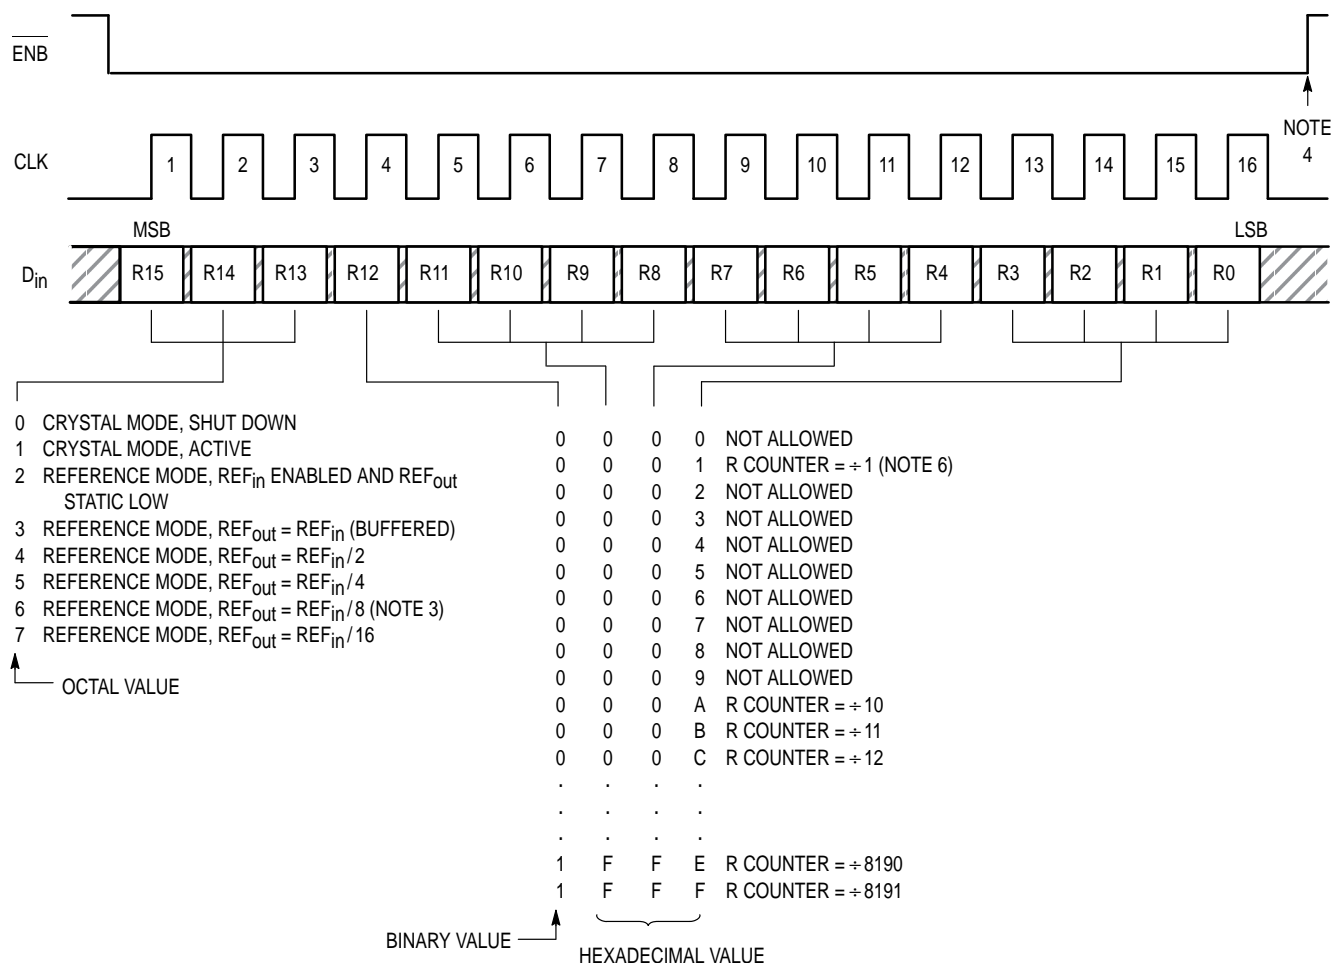 ENB
NOTE
4
CLK
1 2 3 4 5 6 7 8 9 10 11 12 13 14 15 16
MSB
LSB
Din
R15 R14 R13 R12 R11 R10 R9 R8 R7 R6 R5 R4 R3 R2 R1 R0
0 CRYSTAL MODE, SHUT DOWN
1 CRYSTAL MODE, ACTIVE
2 REFERENCE MODE, REFin ENABLED AND REFout
STATIC LOW
3 REFERENCE MODE, REFout = REFin (BUFFERED)
4 REFERENCE MODE, REFout = REFin/2
5 REFERENCE MODE, REFout = REFin/4
6 REFERENCE MODE, REFout = REFin/8 (NOTE 3)
7 REFERENCE MODE, REFout = REFin/16
OCTAL VALUE
0 0 0 0 NOT ALLOWED
0 0 0 1 R COUNTER = ÷1 (NOTE 6)
0 0 0 2 NOT ALLOWED
0 0 0 3 NOT ALLOWED
0 0 0 4 NOT ALLOWED
0 0 0 5 NOT ALLOWED
0 0 0 6 NOT ALLOWED
0 0 0 7 NOT ALLOWED
0 0 0 8 NOT ALLOWED
0 0 0 9 NOT ALLOWED
0 0 0 A R COUNTER = ÷10
0 0 0 B R COUNTER = ÷11
0 0 0 C R COUNTER = ÷12
. . . .
. . . .
. . . .
1 F F E R COUNTER = ÷8190
1 F F F R COUNTER = ÷8191
BINARY VALUE
HEXADECIMAL VALUE